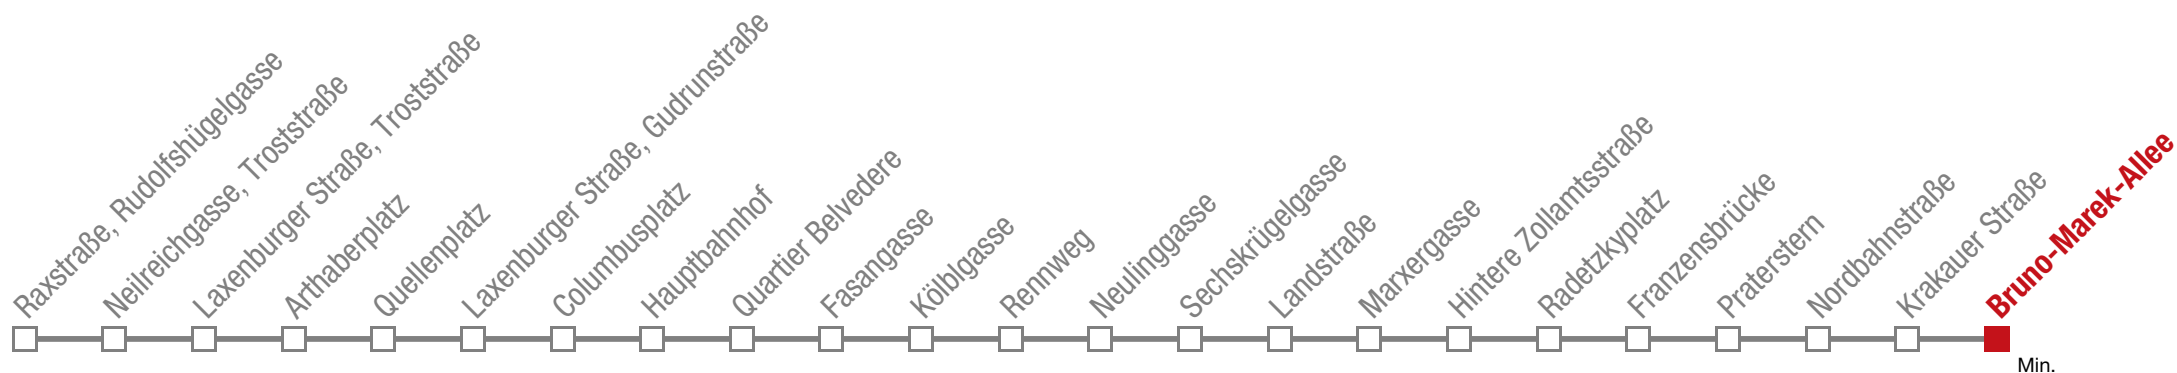 Raxstraße, Rudolfshügelgasse
Neilreichgasse, Troststraße
Laxenburger Straße, Troststraße
Arthaberplatz
Quellenplatz
Laxenburger Straße, Gudrunstraße
Columbusplatz
Hauptbahnhof
Quartier Belvedere
Fasangasse
Kölblgasse
Rennweg
Neulinggasse
Sechskrügelgasse
Landstraße
Marxergasse
Hintere Zollamtsstraße
Radetzkyplatz
Franzensbrücke
Praterstern
Nordbahnstraße
Krakauer Straße
Bruno-Marek-Allee
Min.